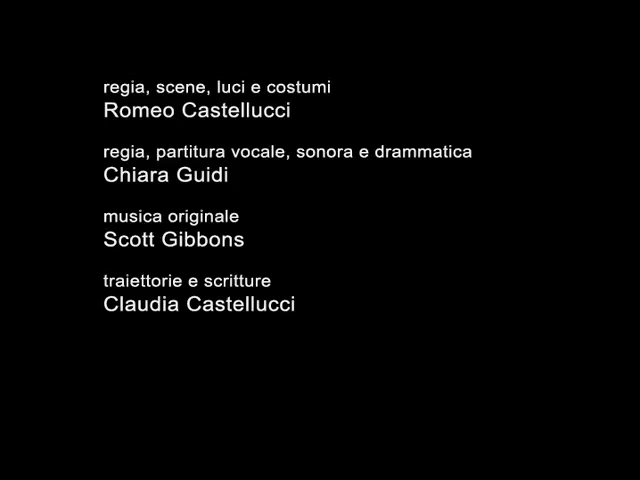 regia, scene, luci e costumi
Romeo Castellucci
regia, partitura vocale, sonora e drammatica
Chiara Guidi
musica originale
Scott Gibbons
traiettorie e scritture
Claudia Castellucci